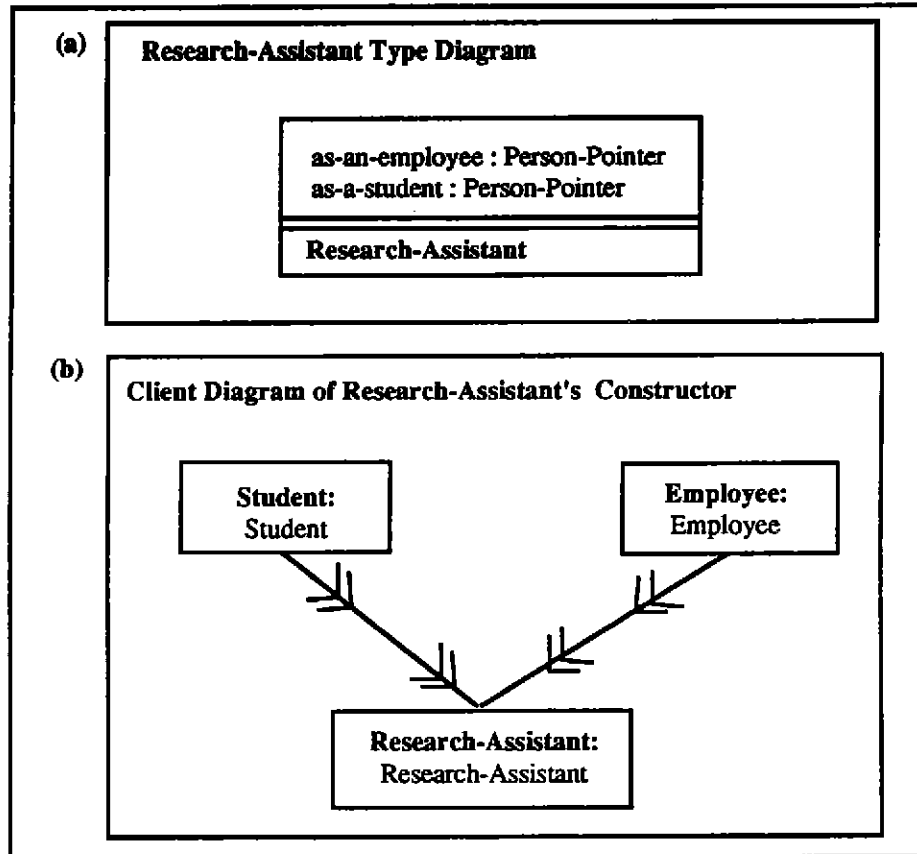 (a)
Research-Assistant Type Diagram
as-an-employee : Person-Pointer
as-a-student : Person-Pointer
Research-Assistant
(b)
Client Diagram of Research-Assistant's Constructor
Student:
Student
Employee:
Employee
Research-Assistant:
Research-Assistant